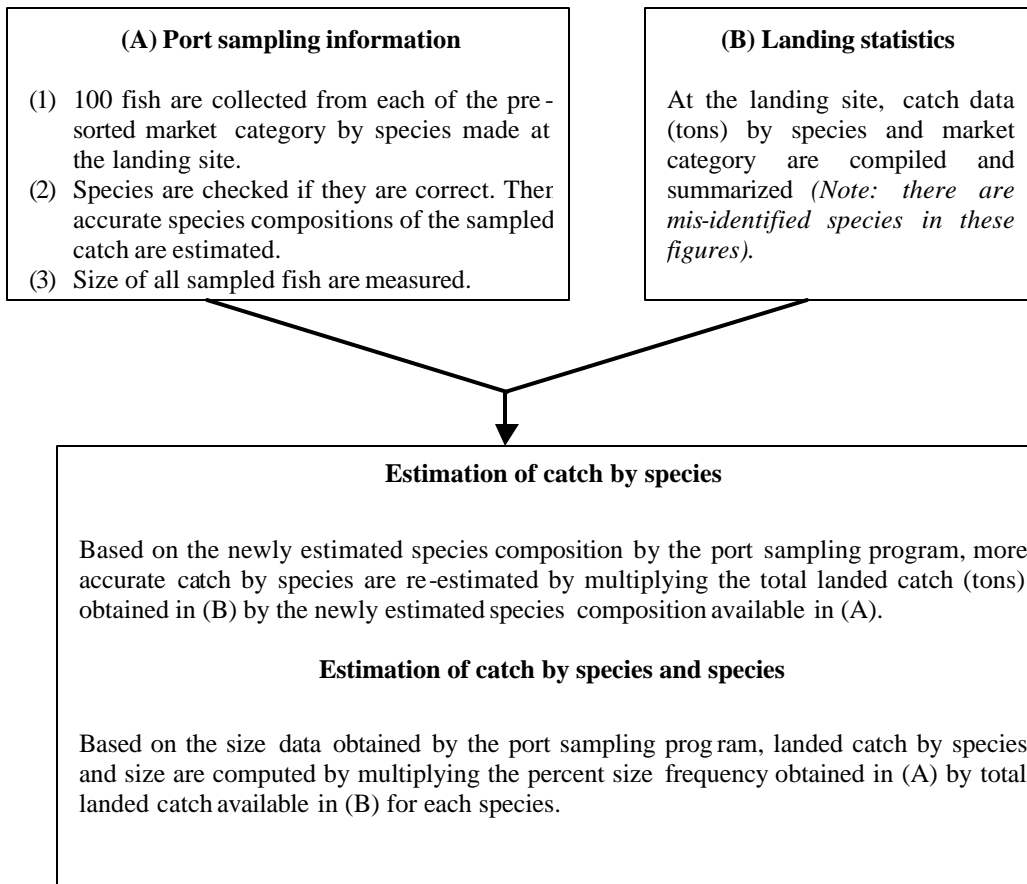 (A) Port sampling information
(1) 100 fish are collected from each of the pre-
sorted market category by species made at
the landing site.
(2) Species are checked if they are correct. Then
accurate species compositions of the sampled
catch are estimated.
(3) Size of all sampled fish are measured.
(B) Landing statistics
At the landing site, catch data
(tons) by species and market
category are compiled and
summarized (Note: there are
mis-identified species in these
figures).
Estimation of catch by species
Based on the newly estimated species composition by the port sampling program, more
accurate catch by species are re-estimated by multiplying the total landed catch (tons)
obtained in (B) by the newly estimated species composition available in (A).
Estimation of catch by species and species
Based on the size data obtained by the port sampling program, landed catch by species
and size are computed by multiplying the percent size frequency obtained in (A) by total
landed catch available in (B) for each species.